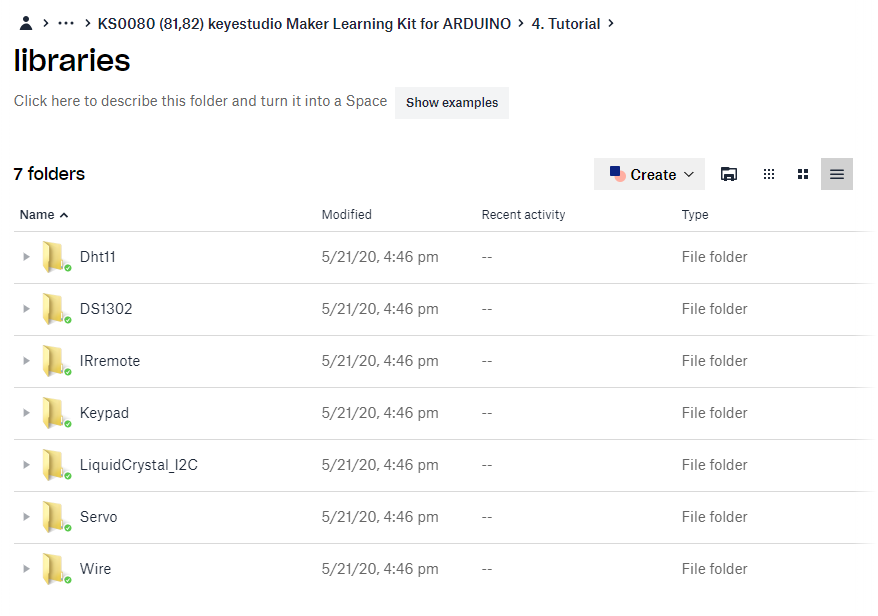 KS0080 (81,82) keyestudio Maker Learning Kit for ARDUINO > 4. Tutorial >
libraries
Click here to describe this folder and turn it into a Space Show examples
7 folders Create
Name Modified Recent activity Type
Dht11 5/21/20, 4:46 pm -- File folder
DS1302 5/21/20, 4:46 pm -- File folder
IRremote 5/21/20, 4:46 pm -- File folder
Keypad 5/21/20, 4:46 pm -- File folder
LiquidCrystal_I2C 5/21/20, 4:46 pm -- File folder
Servo 5/21/20, 4:46 pm -- File folder
Wire 5/21/20, 4:46 pm -- File folder